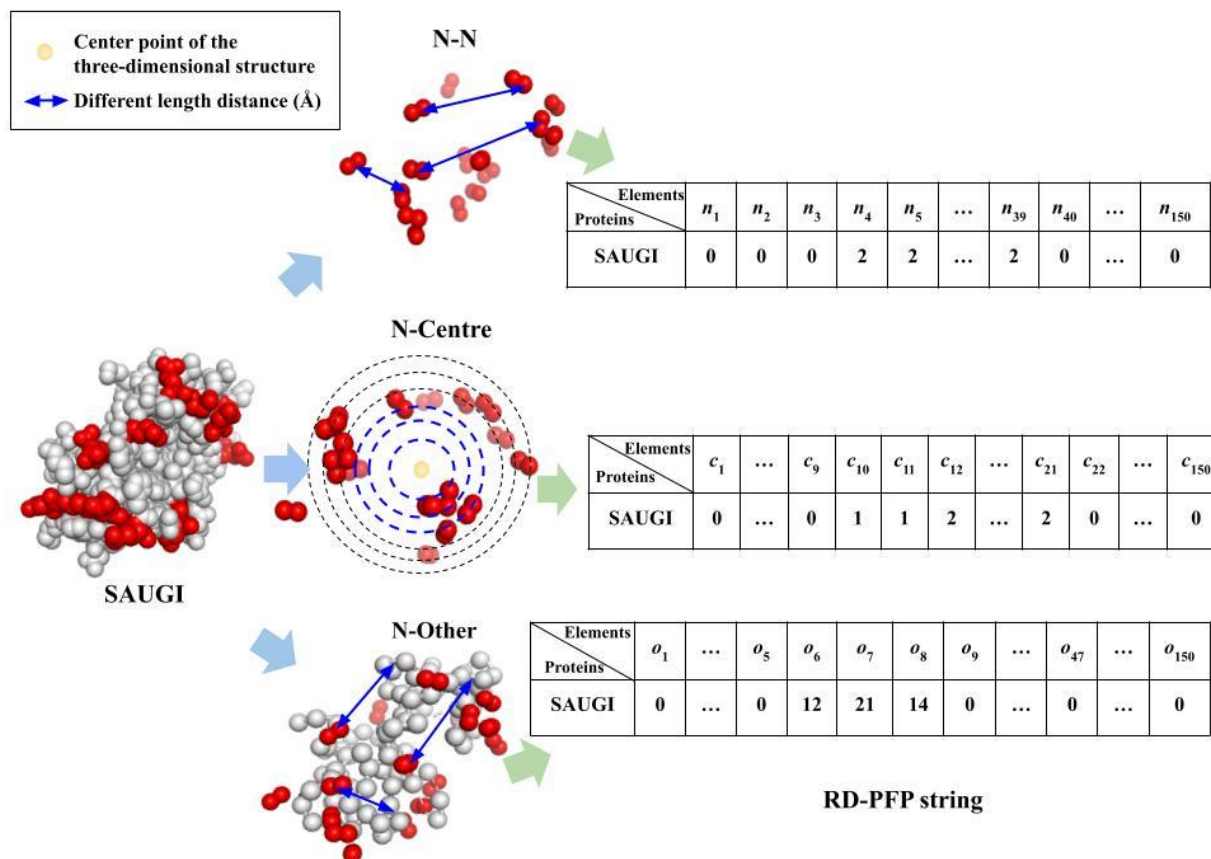 Center point of the
three-dimensional structure
Different length distance (Å)
N-N
Elements
Proteins
n1 n2 n3 n4 n5 … n39 n40 … n150
SAUGI 0 0 0 2 2 … 2 0 … 0
N-Centre
Elements
Proteins
c1 … c9 c10 c11 c12 … c21 c22 … c150
SAUGI 0 … 0 1 1 2 … 2 0 … 0
SAUGI
N-Other
Elements
Proteins
o1 … o5 o6 o7 o8 o9 … o47 … o150
SAUGI 0 … 0 12 21 14 0 … 0 … 0
RD-PFP string